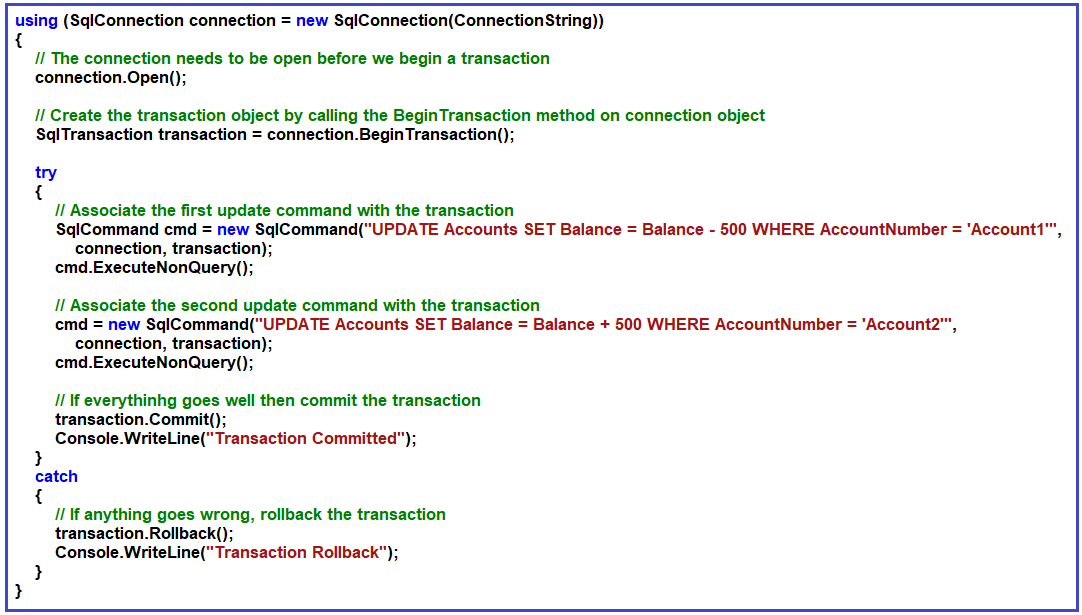 using (SqlConnection connection = new SqlConnection(ConnectionString))
{
// The connection needs to be open before we begin a transaction
connection.Open();
// Create the transaction object by calling the BeginTransaction method on connection object
SqlTransaction transaction = connection.BeginTransaction();
try
{
// Associate the first update command with the transaction
SqlCommand cmd = new SqlCommand("UPDATE Accounts SET Balance = Balance - 500 WHERE AccountNumber = 'Account1'",
connection, transaction);
cmd.ExecuteNonQuery();
// Associate the second update command with the transaction
cmd = new SqlCommand("UPDATE Accounts SET Balance = Balance + 500 WHERE AccountNumber = 'Account2'",
connection, transaction);
cmd.ExecuteNonQuery();
// If everythinhg goes well then commit the transaction
transaction.Commit();
Console.WriteLine("Transaction Committed");
}
catch
{
// If anything goes wrong, rollback the transaction
transaction.Rollback();
Console.WriteLine("Transaction Rollback");
}
}